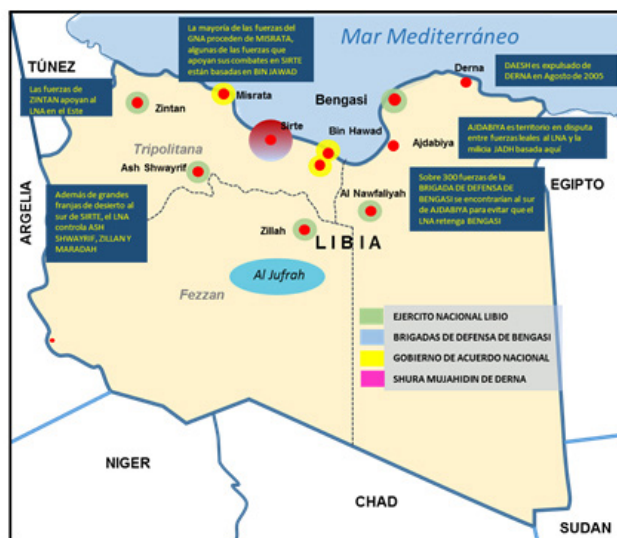 Mar Mediterráneo
TÚNEZ
La mayoría de las fuerzas del
GNA proceden de MISRATA,
algunas de las fuerzas que
apoyan sus combates en SIRTE
están basadas en BIN JAWAD
Las fuerzas de
ZINTAN apoyan al
LNA en el Este
Zintan
Misrata
Sirte
Bengasi
Bin Hawad
Derna
DAESH es expulsado de
DERNA en Agosto de 2005
Ajdabiya
AJDABIYA es territorio en disputa
entre fuerzas leales al LNA y la
milicia JADH basada aquí
Tripolitana
Ash Shwayrif
Sobre 300 fuerzas de la
BRIGADA DE DEFENSA DE
BENGASI se encontrarían al sur
de AJDABIYA para evitar que el
LNA retenga BENGASI
EGIPTO
ARGELIA
Además de grandes
franjas de desierto al
sur de SIRTE, el LNA
controla ASH
SHWAYRIF, ZILLAN Y
MARADAH
Al Nawfaliyah
Zillah
LIBIA
Al Jufrah
Fezzan
EJERCITO NACIONAL LIBIO
BRIGADAS DE DEFENSA DE BENGASI
GOBIERNO DE ACUERDO NACIONAL
SHURA MUJAHIDIN DE DERNA
NIGER
CHAD
SUDAN